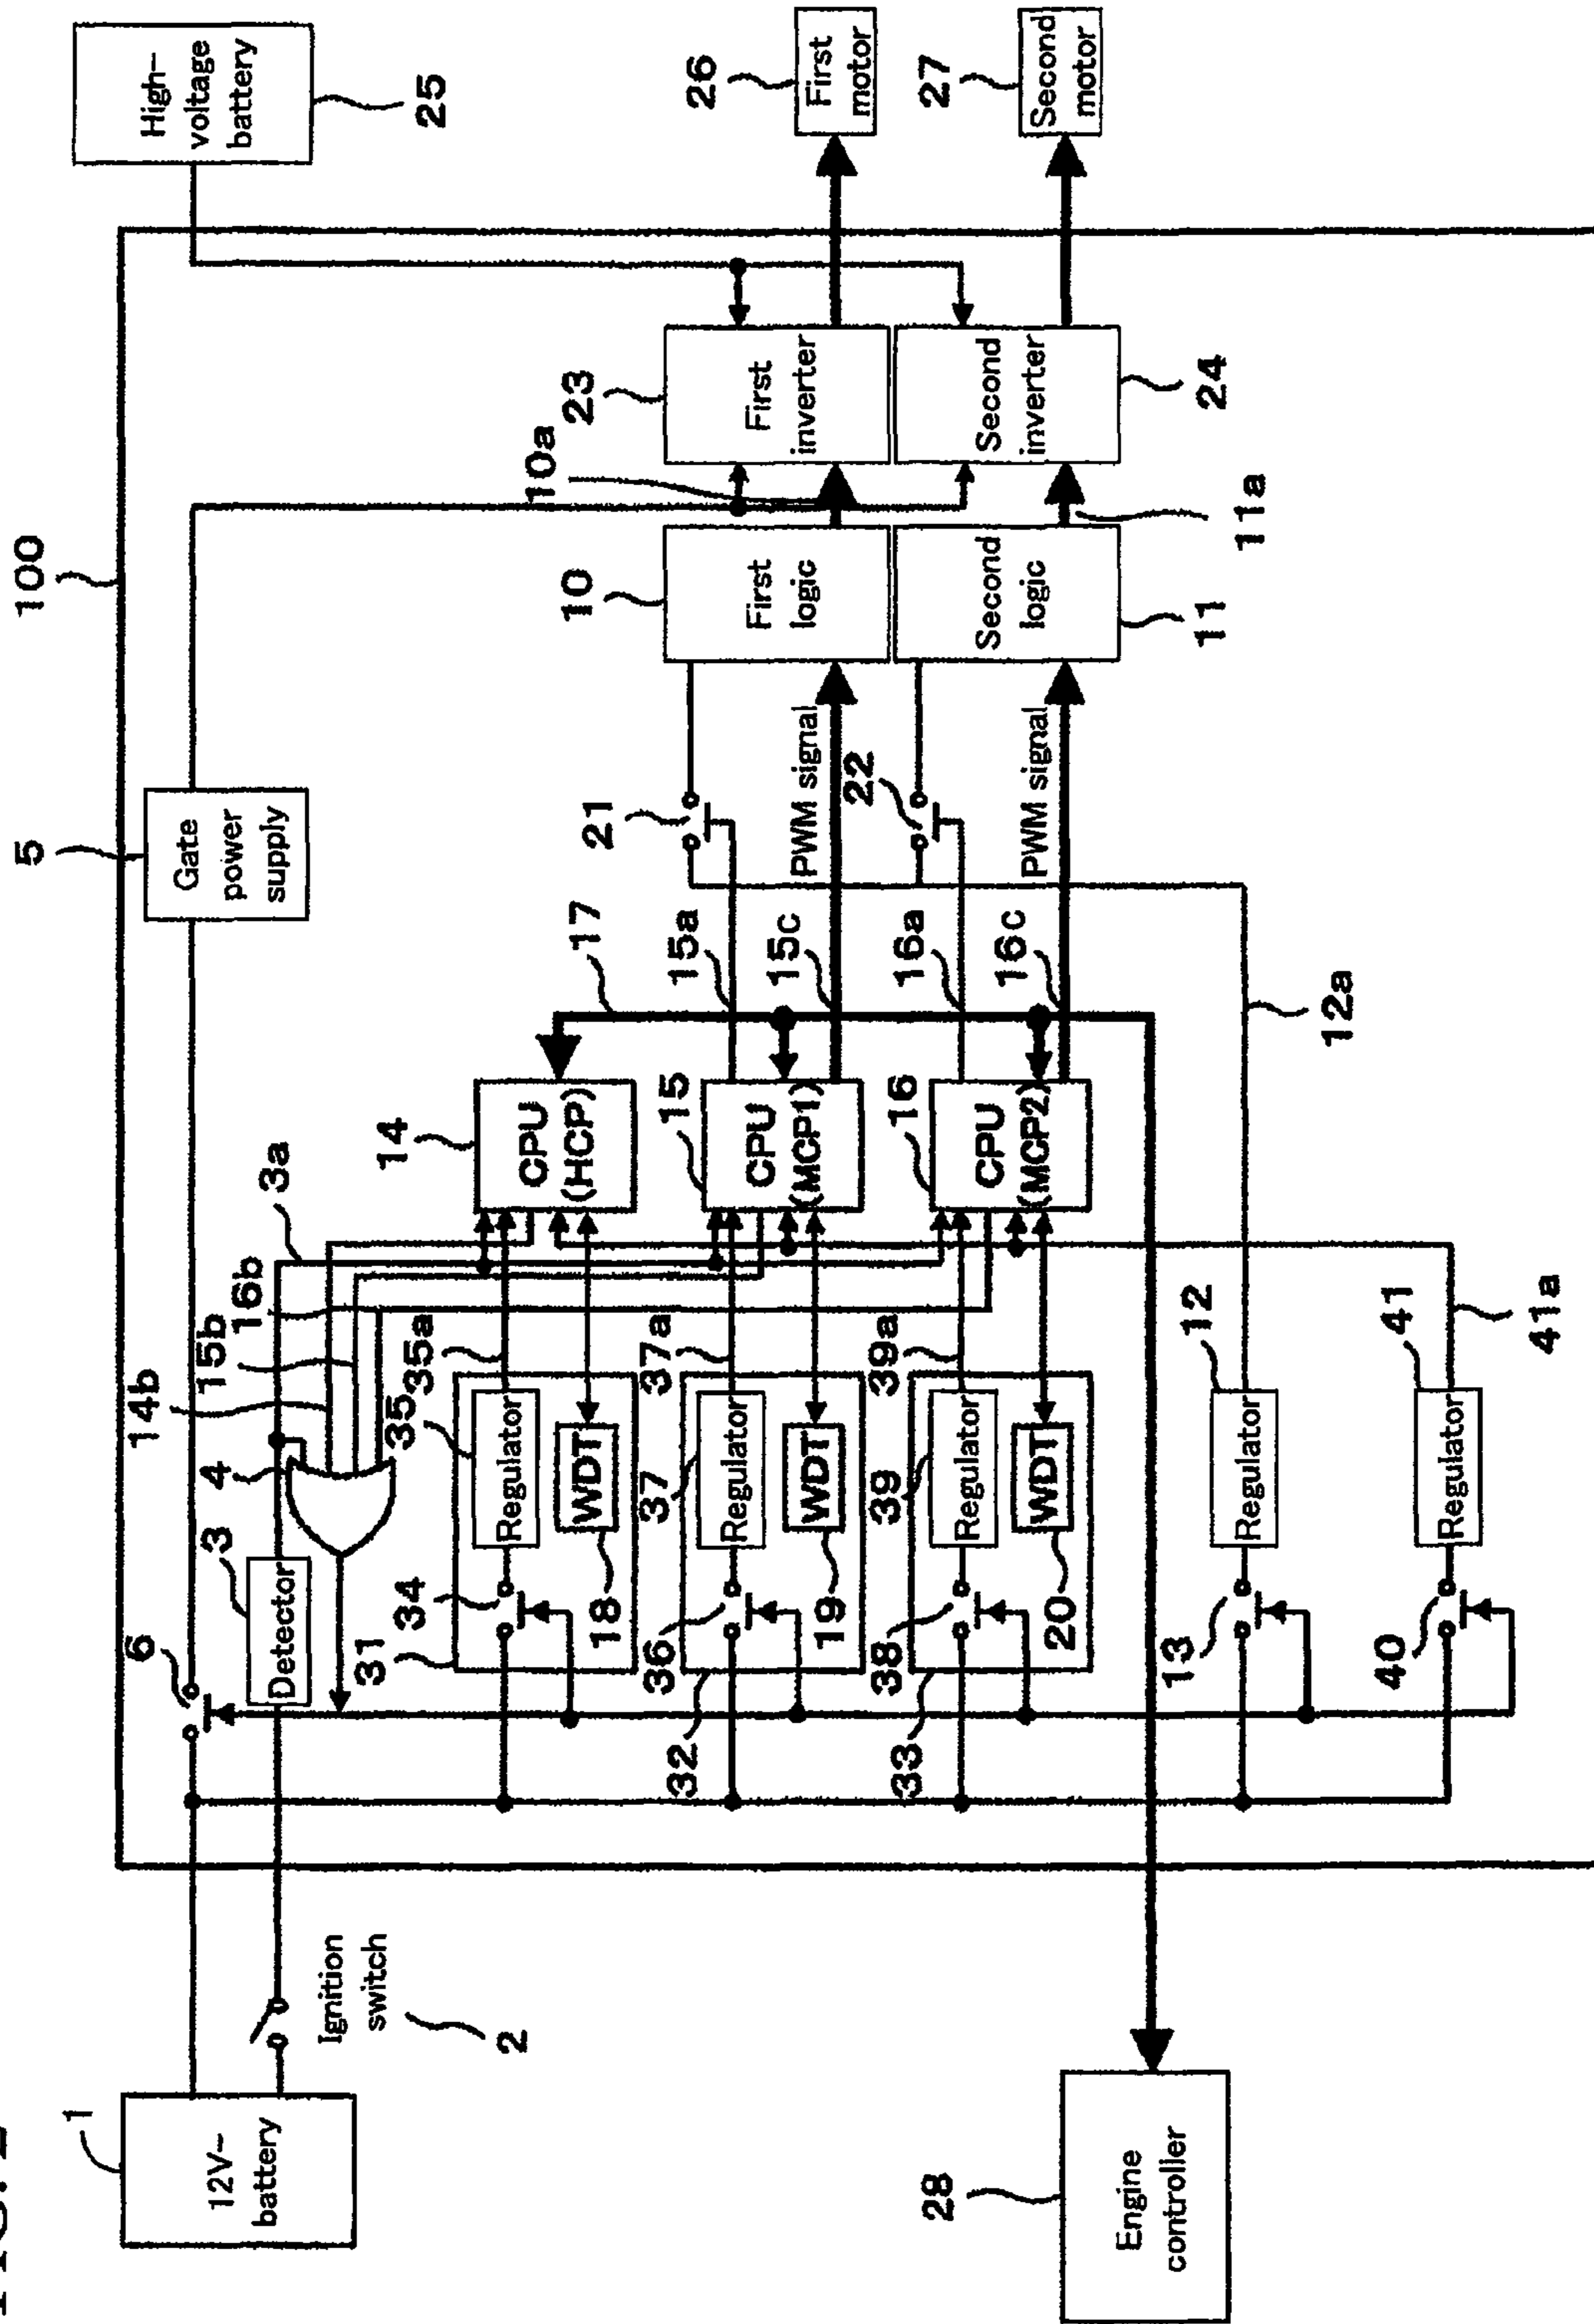 100
1
12V-
battery
2
Ignition
switch
6
3
Detector
4
14b
15b
16b
3a
5
Gate
power
supply
High-
voltage
battery
25
31
34
35
Regulator
35a
18
WDT
14
CPU
(HCP)
17
32
36
37
Regulator
37a
19
WDT
15
CPU
(MCP1)
15a
15c
21
PWM signal
10
First
logic
10a
23
First
inverter
26
First
motor
33
38
39
Regulator
39a
20
WDT
16
CPU
(MCP2)
16a
16c
22
PWM signal
Second
logic
11
11a
Second
inverter
24
27
Second
motor
13
12
Regulator
12a
40
41
Regulator
41a
28
Engine
controller